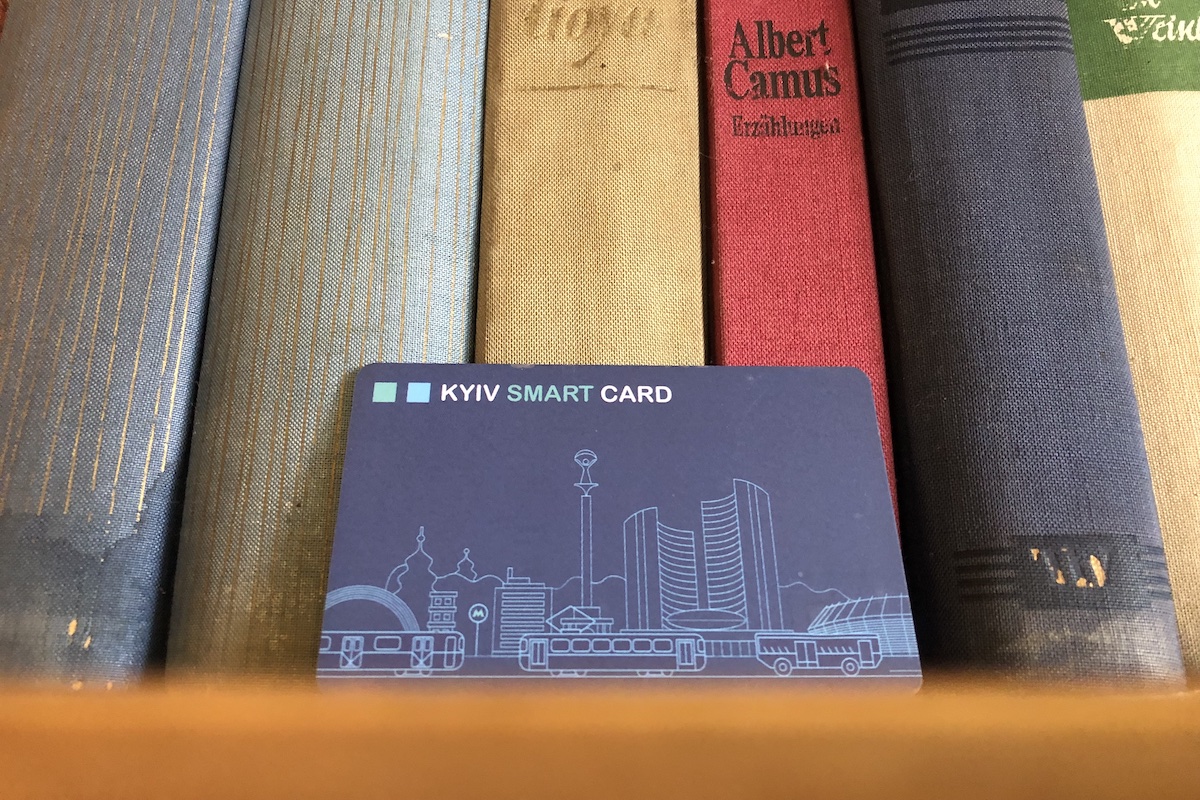 Albert
Camus
Erzählungen
KYIV SMART CARD
M